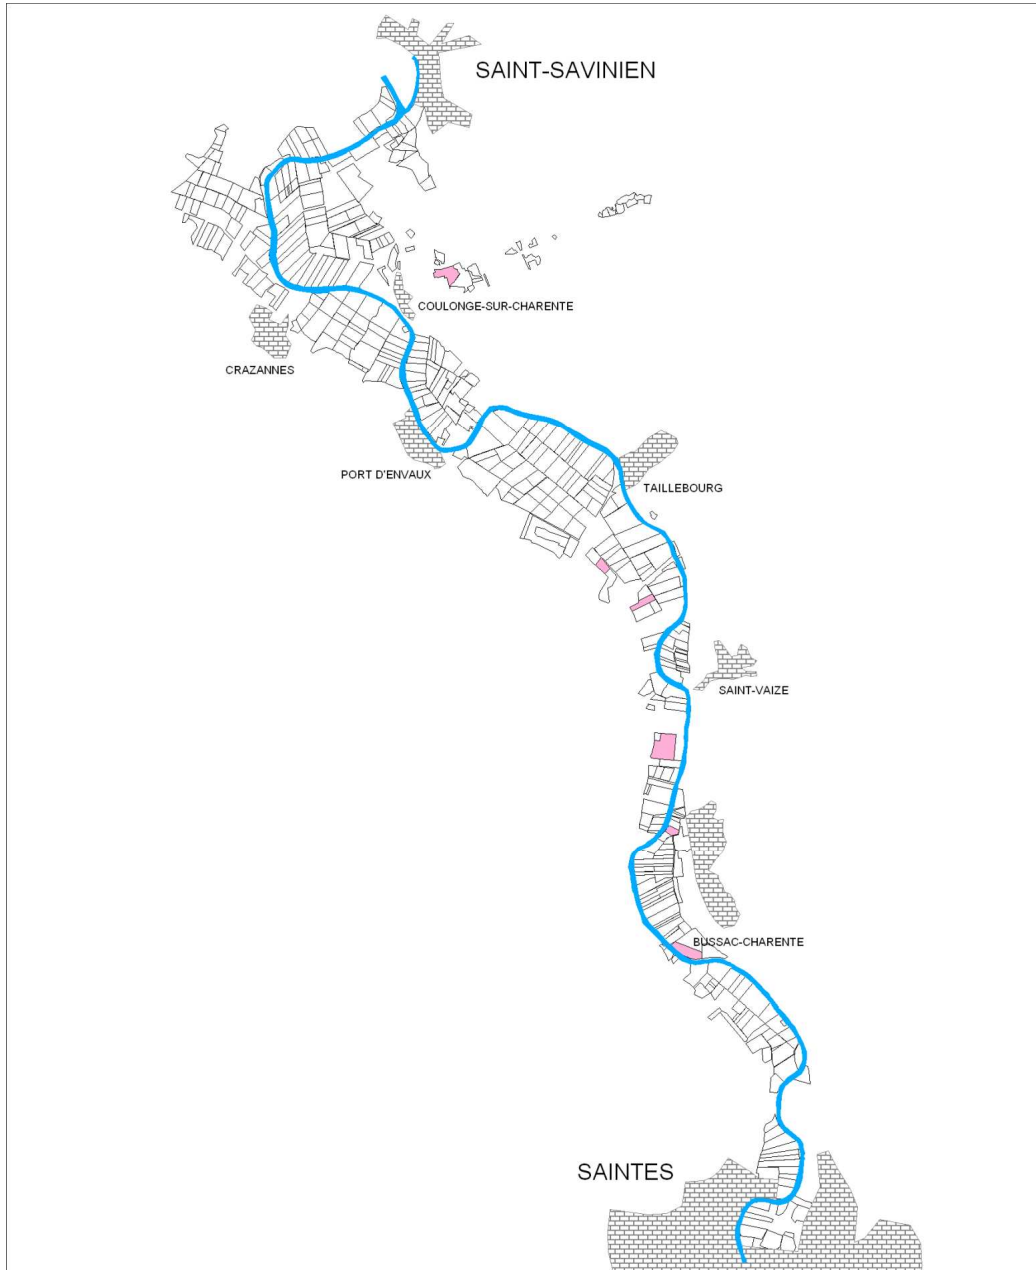 SAINT-SAVINIEN
COULONGE-SUR-CHARENTE
CRAZANNES
PORT D'ENVAUX
TAILLEBOURG
SAINT-VAIZE
BUSSAC-CHARENTE
SAINTES